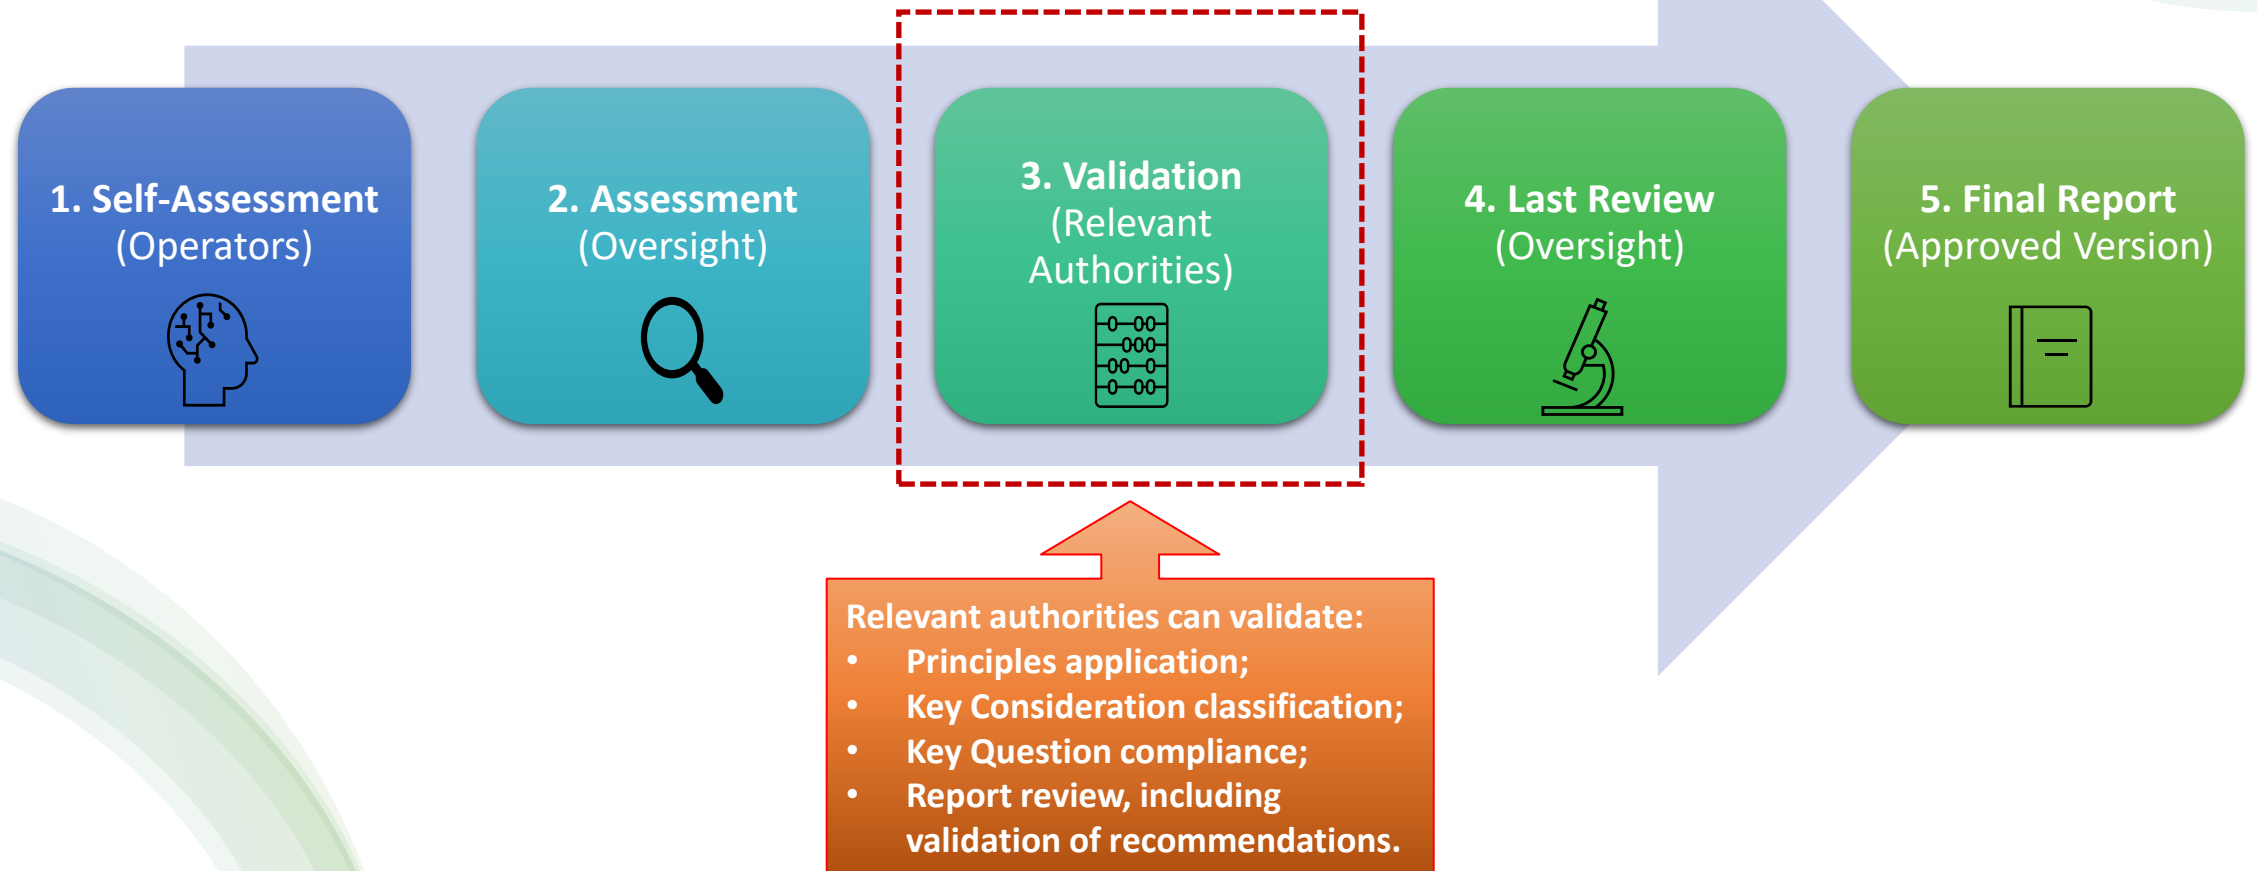 1. Self-Assessment
(Operators)
2. Assessment
(Oversight)
3. Validation
(Relevant
Authorities)
4. Last Review
(Oversight)
5. Final Report
(Approved Version)
Relevant authorities can validate:
• Principles application;
• Key Consideration classification;
• Key Question compliance;
• Report review, including
validation of recommendations.